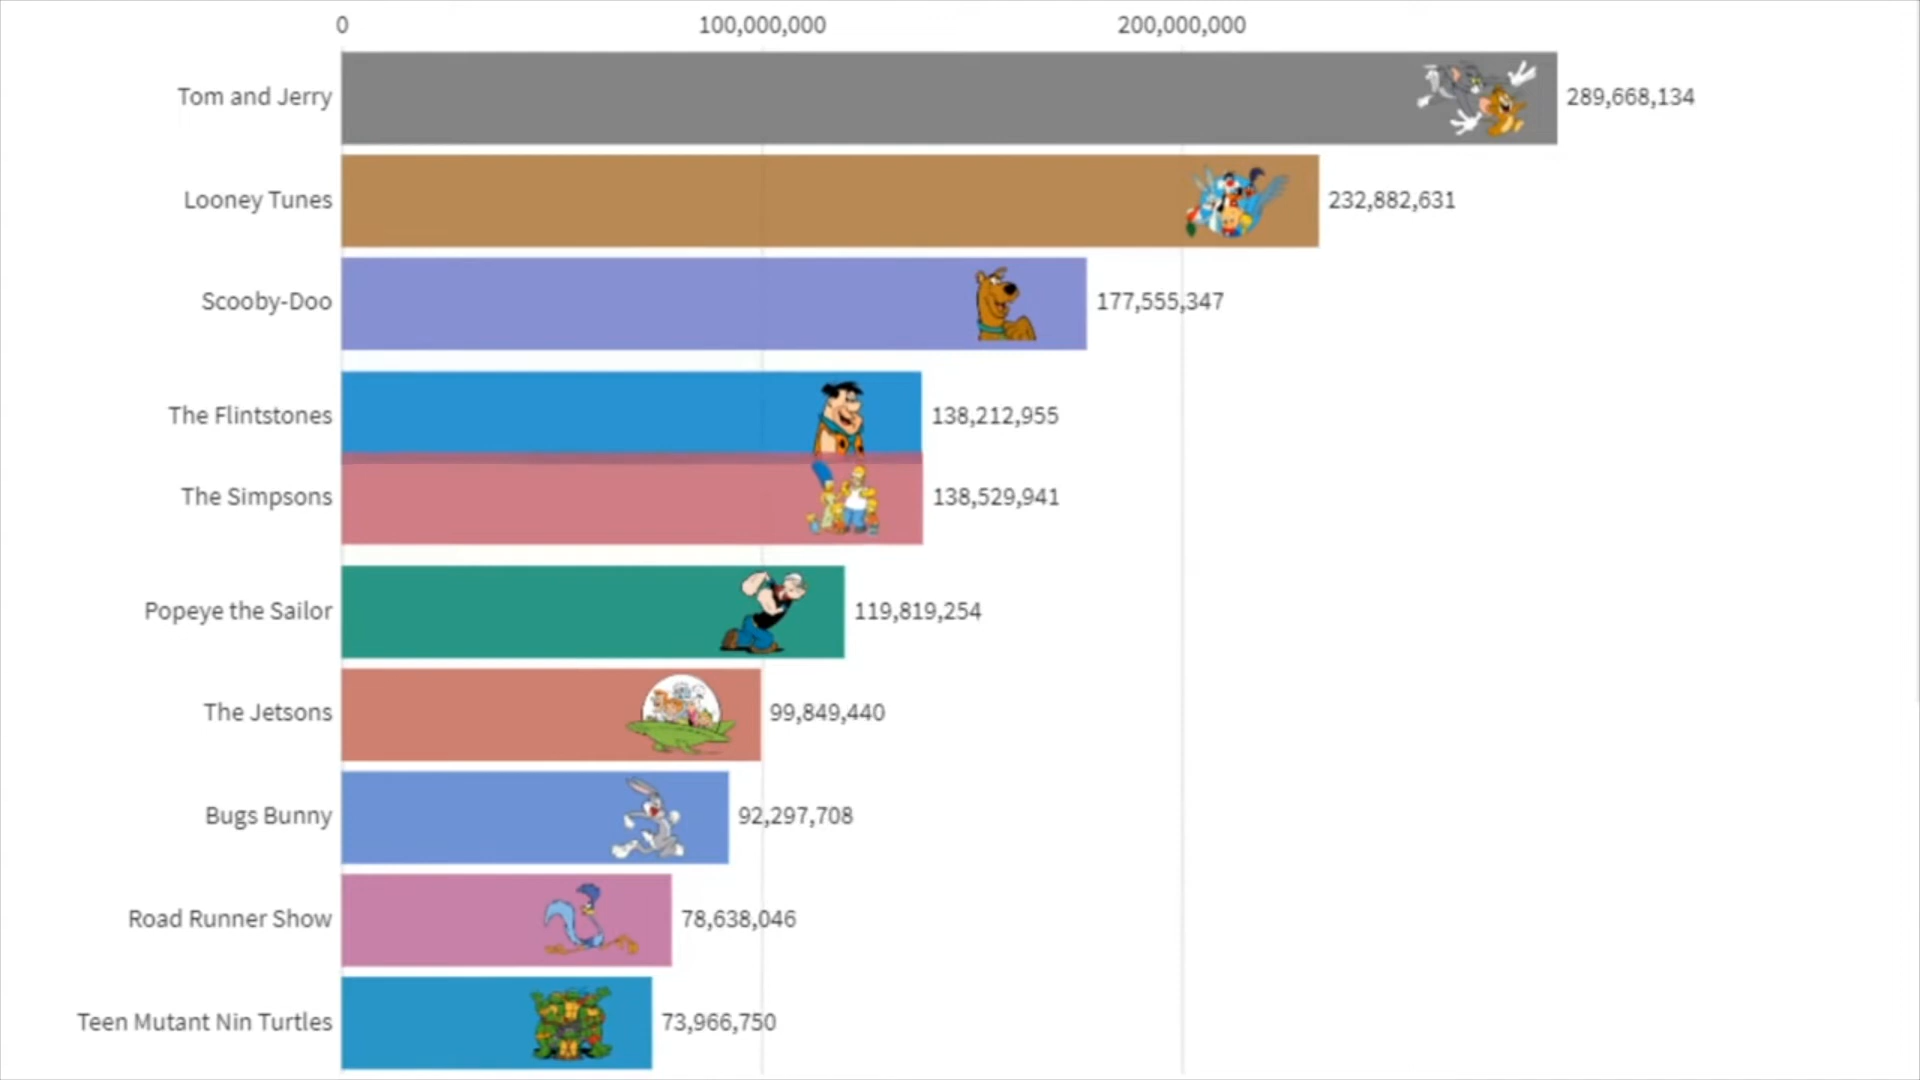 0 100,000,000 200,000,000
Tom and Jerry 289,668,134
Looney Tunes 232,882,631
Scooby-Doo 177,555,347
The Flintstones 138,212,955
The Simpsons 138,529,941
Popeye the Sailor 119,819,254
The Jetsons 99,849,440
Bugs Bunny 92,297,708
Road Runner Show 78,638,046
Teen Mutant Nin Turtles 73,966,750